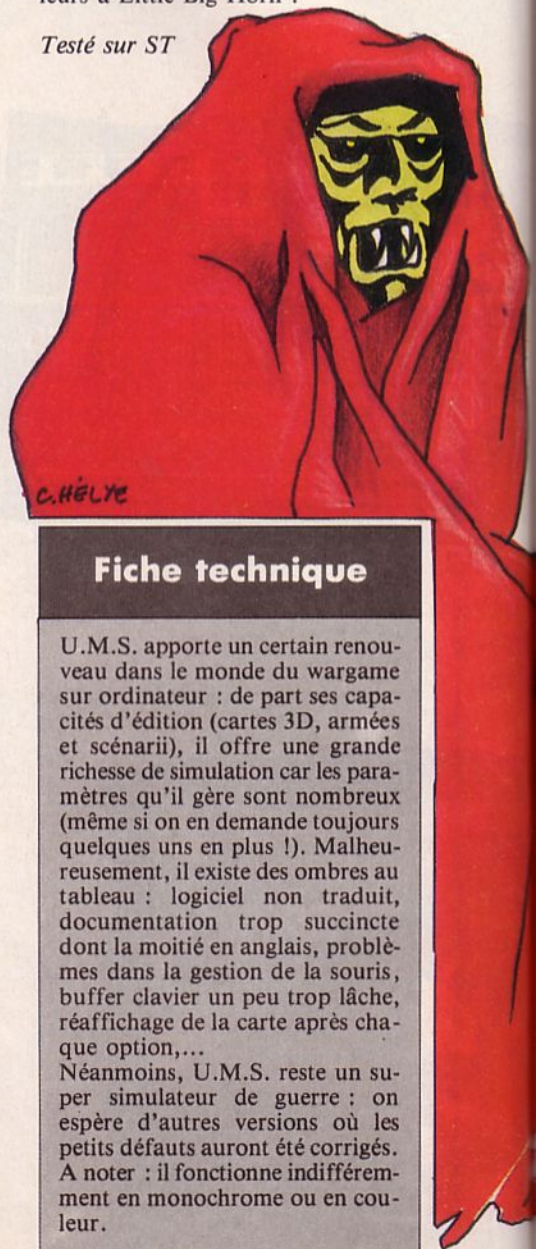 leurs à Little Big Horn !
Testé sur ST
C.HÉLYE
Fiche technique
U.M.S. apporte un certain renou-
veau dans le monde du wargame
sur ordinateur : de part ses capa-
cités d'édition (cartes 3D, armées
et scénarii), il offre une grande
richesse de simulation car les para-
mètres qu'il gère sont nombreux
(même si on en demande toujours
quelques uns en plus !). Malheu-
reusement, il existe des ombres au
tableau : logiciel non traduit,
documentation trop succincte
dont la moitié en anglais, problè-
mes dans la gestion de la souris,
buffer clavier un peu trop lâche,
réaffichage de la carte après cha-
que option,...
Néanmoins, U.M.S. reste un su-
per simulateur de guerre : on
espère d'autres versions où les
petits défauts auront été corrigés.
A noter : il fonctionne indifférem-
ment en monochrome ou en cou-
leur.